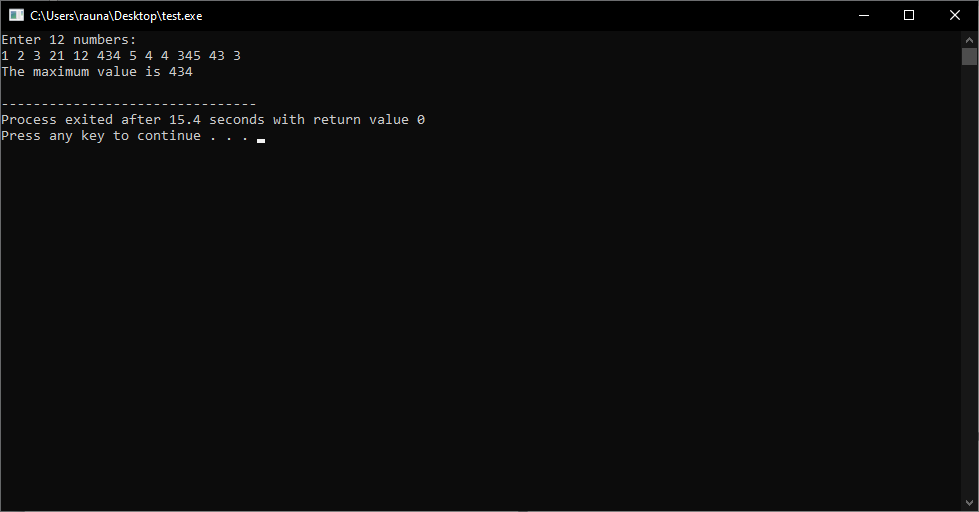 C:\Users\rauna\Desktop\test.exe
Enter 12 numbers:
1 2 3 21 12 434 5 4 4 345 43 3
The maximum value is 434
--------------------------------
Process exited after 15.4 seconds with return value 0
Press any key to continue . . .